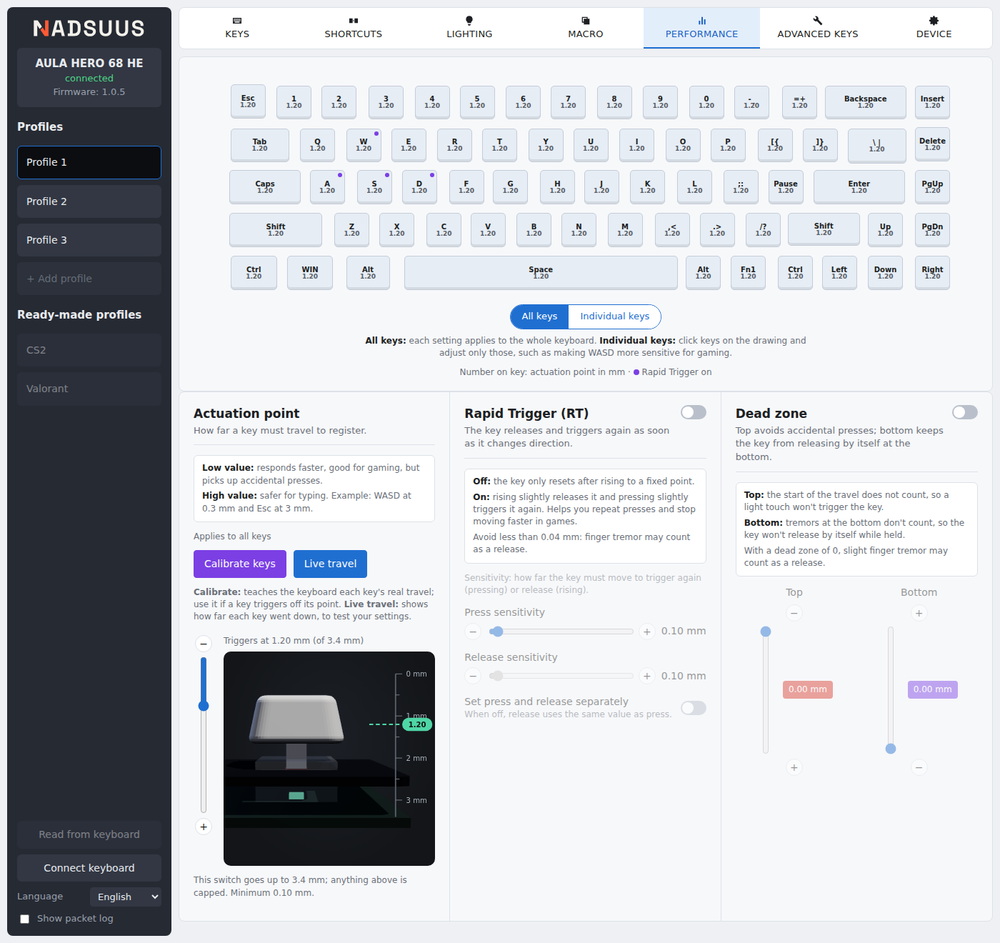 NADSUUS
AULA HERO 68 HE
connected
Firmware: 1.0.5
Profiles
Profile 1
Profile 2
Profile 3
+ Add profile
Ready-made profiles
CS2
Valorant
Read from keyboard
Connect keyboard
Language English
Show packet log
KEYS SHORTCUTS LIGHTING MACRO PERFORMANCE ADVANCED KEYS DEVICE
Esc 1 2 3 4 5 6 7 8 9 0 - =+ Backspace Insert
1.20 1.20 1.20 1.20 1.20 1.20 1.20 1.20 1.20 1.20 1.20 1.20 1.20 1.20 1.20
Tab Q W E R T Y U I O P [{ ]} \ | Delete
1.20 1.20 1.20 1.20 1.20 1.20 1.20 1.20 1.20 1.20 1.20 1.20 1.20 1.20 1.20
Caps A S D F G H J K L ;: Pause Enter PgUp
1.20 1.20 1.20 1.20 1.20 1.20 1.20 1.20 1.20 1.20 1.20 1.20 1.20 1.20
Shift Z X C V B N M ,< .> /? Shift Up PgDn
1.20 1.20 1.20 1.20 1.20 1.20 1.20 1.20 1.20 1.20 1.20 1.20 1.20 1.20
Ctrl WIN Alt Space Alt Fn1 Ctrl Left Down Right
1.20 1.20 1.20 1.20 1.20 1.20 1.20 1.20 1.20 1.20
All keys Individual keys
All keys: each setting applies to the whole keyboard. Individual keys: click keys on the drawing and
adjust only those, such as making WASD more sensitive for gaming.
Number on key: actuation point in mm · Rapid Trigger on
Actuation point
How far a key must travel to register.
Low value: responds faster, good for gaming, but
picks up accidental presses.
High value: safer for typing. Example: WASD at
0.3 mm and Esc at 3 mm.
Applies to all keys
Calibrate keys Live travel
Calibrate: teaches the keyboard each key's real travel;
use it if a key triggers off its point. Live travel: shows
how far each key went down, to test your settings.
Triggers at 1.20 mm (of 3.4 mm)
0 mm
1 mm
1.20
2 mm
3 mm
This switch goes up to 3.4 mm; anything above is
capped. Minimum 0.10 mm.
Rapid Trigger (RT)
The key releases and triggers again as soon
as it changes direction.
Off: the key only resets after rising to a fixed point.
On: rising slightly releases it and pressing slightly
triggers it again. Helps you repeat presses and stop
moving faster in games.
Avoid less than 0.04 mm: finger tremor may count
as a release.
Sensitivity: how far the key must move to trigger again
(pressing) or release (rising).
Press sensitivity
− + 0.10 mm
Release sensitivity
− + 0.10 mm
Set press and release separately
When off, release uses the same value as press.
Dead zone
Top avoids accidental presses; bottom keeps
the key from releasing by itself at the
bottom.
Top: the start of the travel does not count, so a
light touch won't trigger the key.
Bottom: tremors at the bottom don't count, so the
key won't release by itself while held.
With a dead zone of 0, slight finger tremor may
count as a release.
Top Bottom
− +
0.00 mm 0.00 mm
+ −